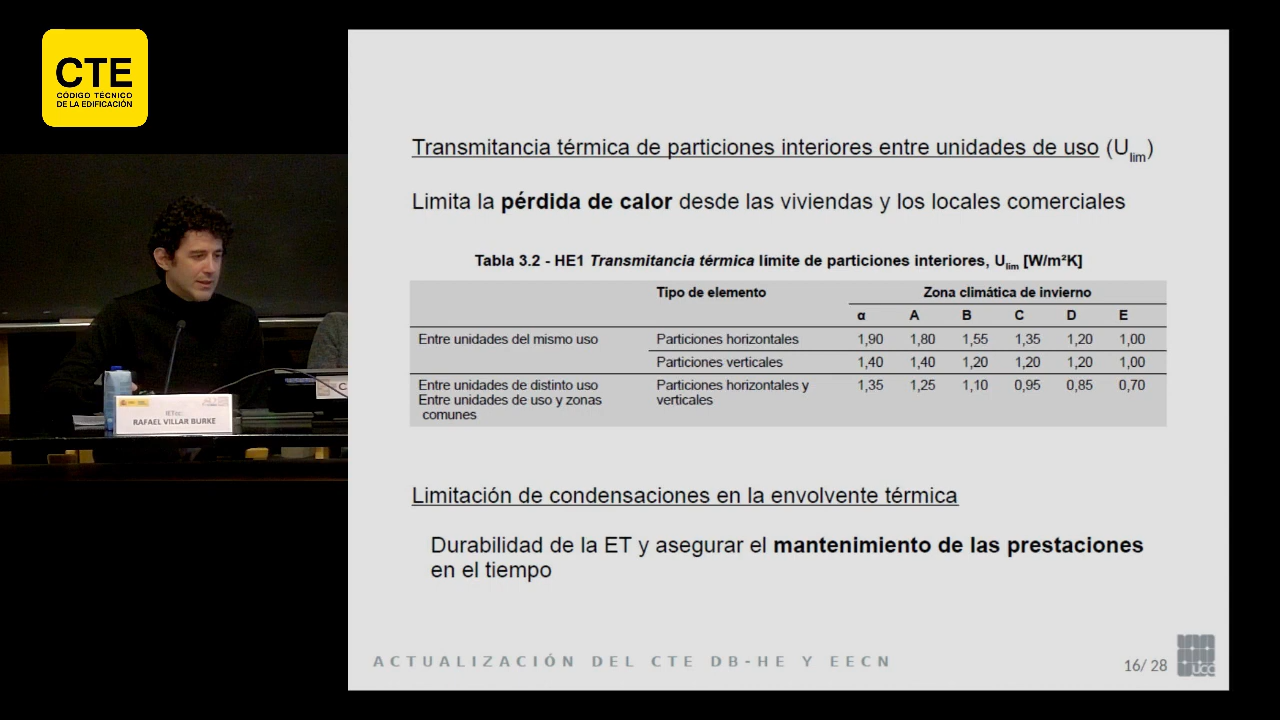 CTE
CÓDIGO TÉCNICO
DE LA EDIFICACIÓN
Transmitancia térmica de particiones interiores entre unidades de uso (Ulim)
Limita la pérdida de calor desde las viviendas y los locales comerciales
Tabla 3.2 - HE1 Transmitancia térmica límite de particiones interiores, Ulim [W/m²K]
Tipo de elemento Zona climática de invierno
α A B C D E
Entre unidades del mismo uso Particiones horizontales 1,90 1,80 1,55 1,35 1,20 1,00
Particiones verticales 1,40 1,40 1,20 1,20 1,20 1,00
Entre unidades de distinto uso Particiones horizontales y 1,35 1,25 1,10 0,95 0,85 0,70
Entre unidades de uso y zonas verticales
comunes
Limitación de condensaciones en la envolvente térmica
Durabilidad de la ET y asegurar el mantenimiento de las prestaciones
en el tiempo
ACTUALIZACIÓN DEL CTE DB-HE Y EECN
16/ 28
RAFAEL VILLAR BURKE